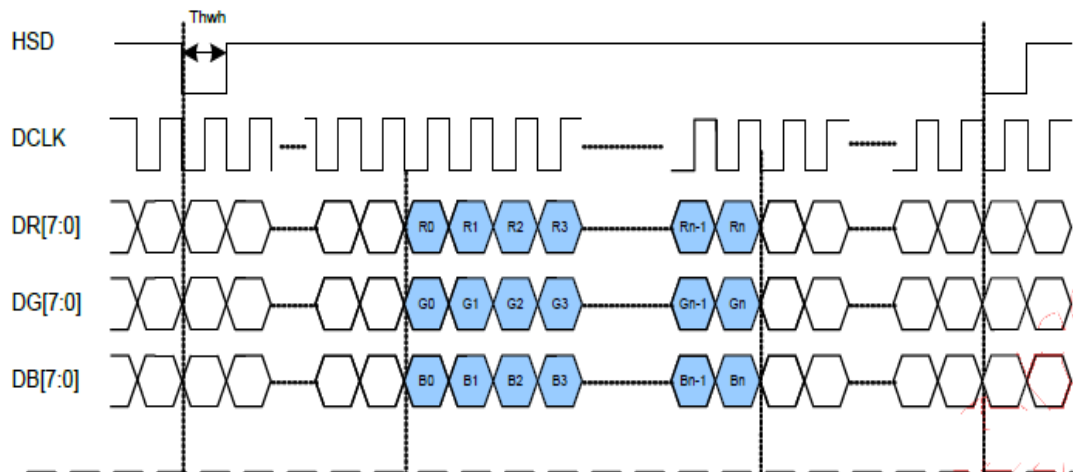 Thwh
HSD
DCLK
DR[7:0] R0 R1 R2 R3 Rn-1 Rn
DG[7:0] G0 G1 G2 G3 Gn-1 Gn
DB[7:0] B0 B1 B2 B3 Bn-1 Bn